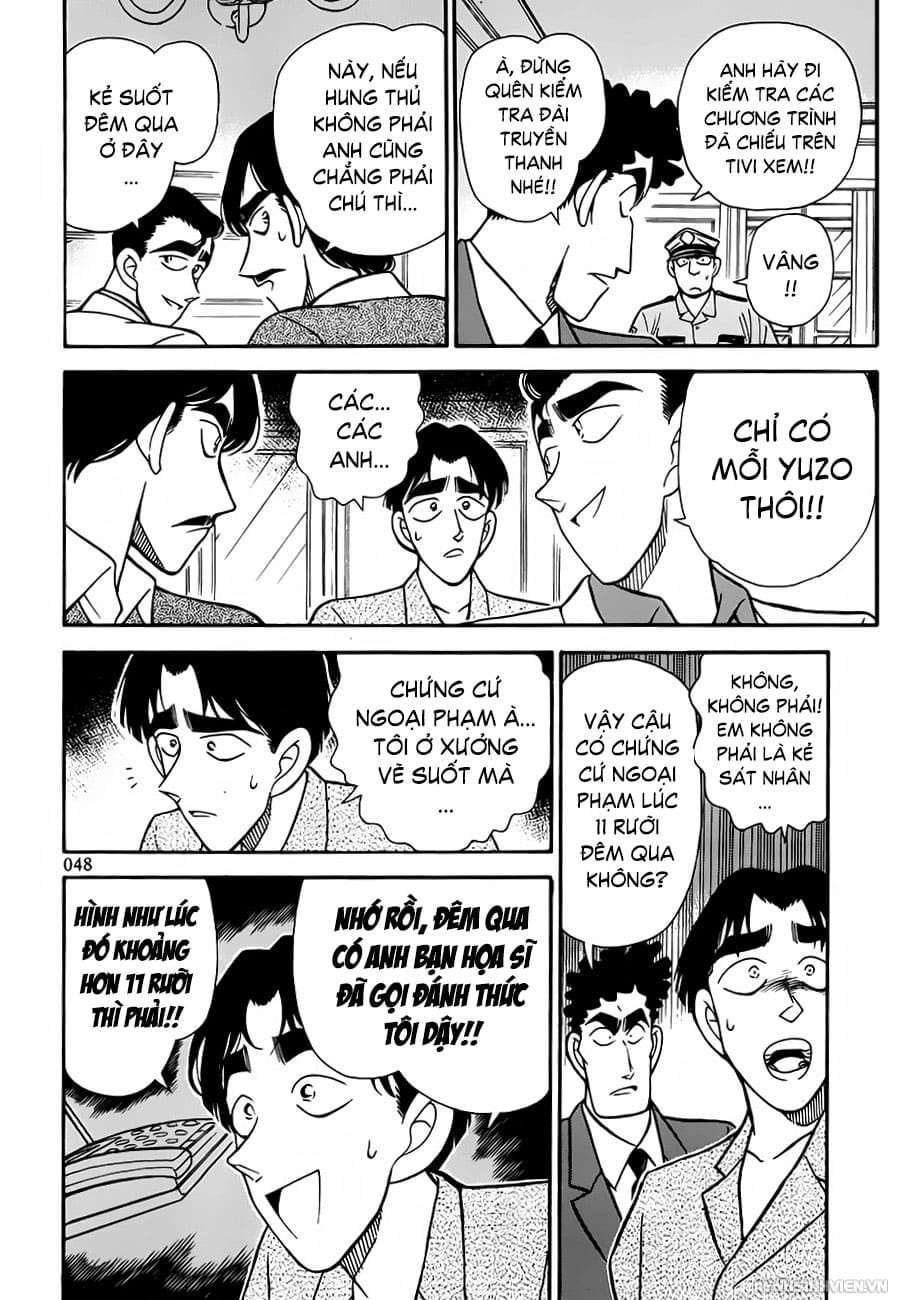 ANH HÃY ĐI
KIỂM TRA CÁC
CHƯƠNG TRÌNH
ĐÃ CHIẾU TRÊN
TIVI XEM!!
VÂNG
!!
À, ĐỪNG
QUÊN KIỂM
TRA ĐÀI
TRUYỀN
THANH
NHÉ!!
NÀY, NẾU
HUNG THỦ
KHÔNG PHẢI
ANH CŨNG
CHẲNG PHẢI
CHÚ THÌ...
KẺ SUỐT
ĐÊM QUA
Ở ĐÂY
...
CHỈ CÓ
MỖI YUZO
THÔI!!
CÁC...
CÁC
ANH...
KHÔNG,
KHÔNG PHẢI!
EM KHÔNG
PHẢI LÀ KẺ
SÁT NHÂN
...
VẬY CẬU
CÓ CHỨNG
CỨ NGOẠI
PHẠM LÚC
11 RƯỠI
ĐÊM QUA
KHÔNG?
CHỨNG CỨ
NGOẠI PHẠM À...
TÔI Ở XƯỞNG
VẼ SUỐT MÀ
...
048
NHỚ RỒI, ĐÊM QUA
CÓ ANH BẠN HỌA SĨ
ĐÃ GỌI ĐÁNH THỨC
TÔI DẬY!!
HÌNH NHƯ LÚC
ĐÓ KHOẢNG
HƠN 11 RƯỠI
THÌ PHẢI!!